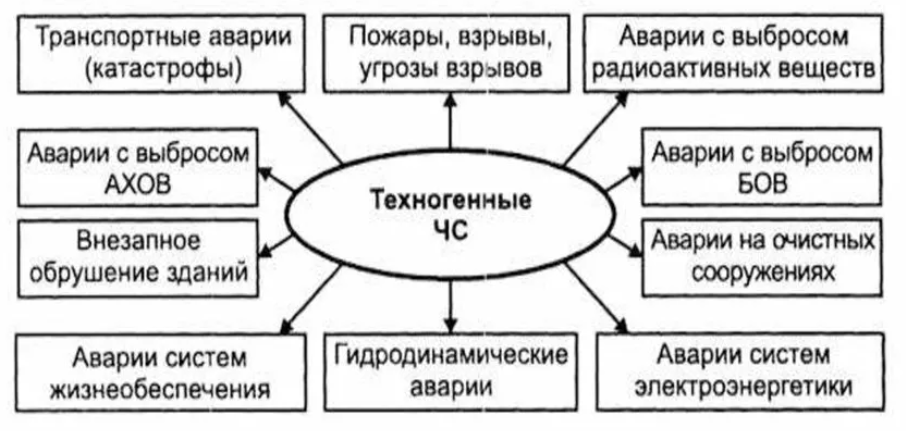 Транспортные аварии
(катастрофы)
Пожары, взрывы,
угрозы взрывов
Аварии с выбросом
радиоактивных веществ
Аварии с выбросом
АХОВ
Техногенные
ЧС
Аварии с выбросом
БОВ
Внезапное
обрушение зданий
Аварии на очистных
сооружениях
Аварии систем
жизнеобеспечения
Гидродинамические
аварии
Аварии систем
электроэнергетики